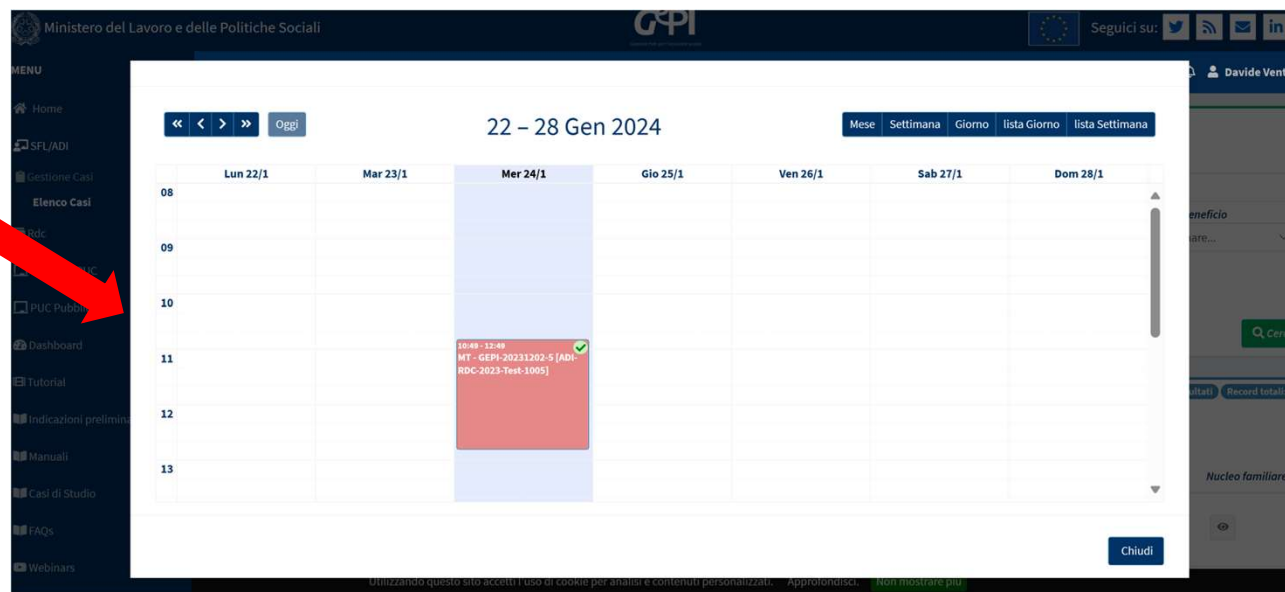 Ministero del Lavoro e delle Politiche Sociali
GePI
Seguici su:
MENU
Davide Vent
Home
SFL/ADI
Gestione Casi
Elenco Casi
Rdc
PUC
PUC Pubbl
Dashboard
Tutorial
Indicazioni prelimina
Manuali
Casi di Studio
FAQs
Webinars
Oggi
22 – 28 Gen 2024
Mese Settimana Giorno lista Giorno lista Settimana
Lun 22/1 Mar 23/1 Mer 24/1 Gio 25/1 Ven 26/1 Sab 27/1 Dom 28/1
08
09
10
11
12
13
10:49 - 12:49
MT - GEPI-20231202-5 [ADI-
RDC-2023-Test-1005]
eneficio
are...
Cer
ultati Record total
Nucleo familiare
Chiudi
Utilizzando questo sito accetti l'uso di cookie per analisi e contenuti personalizzati. Approfondisci. Non mostrare più